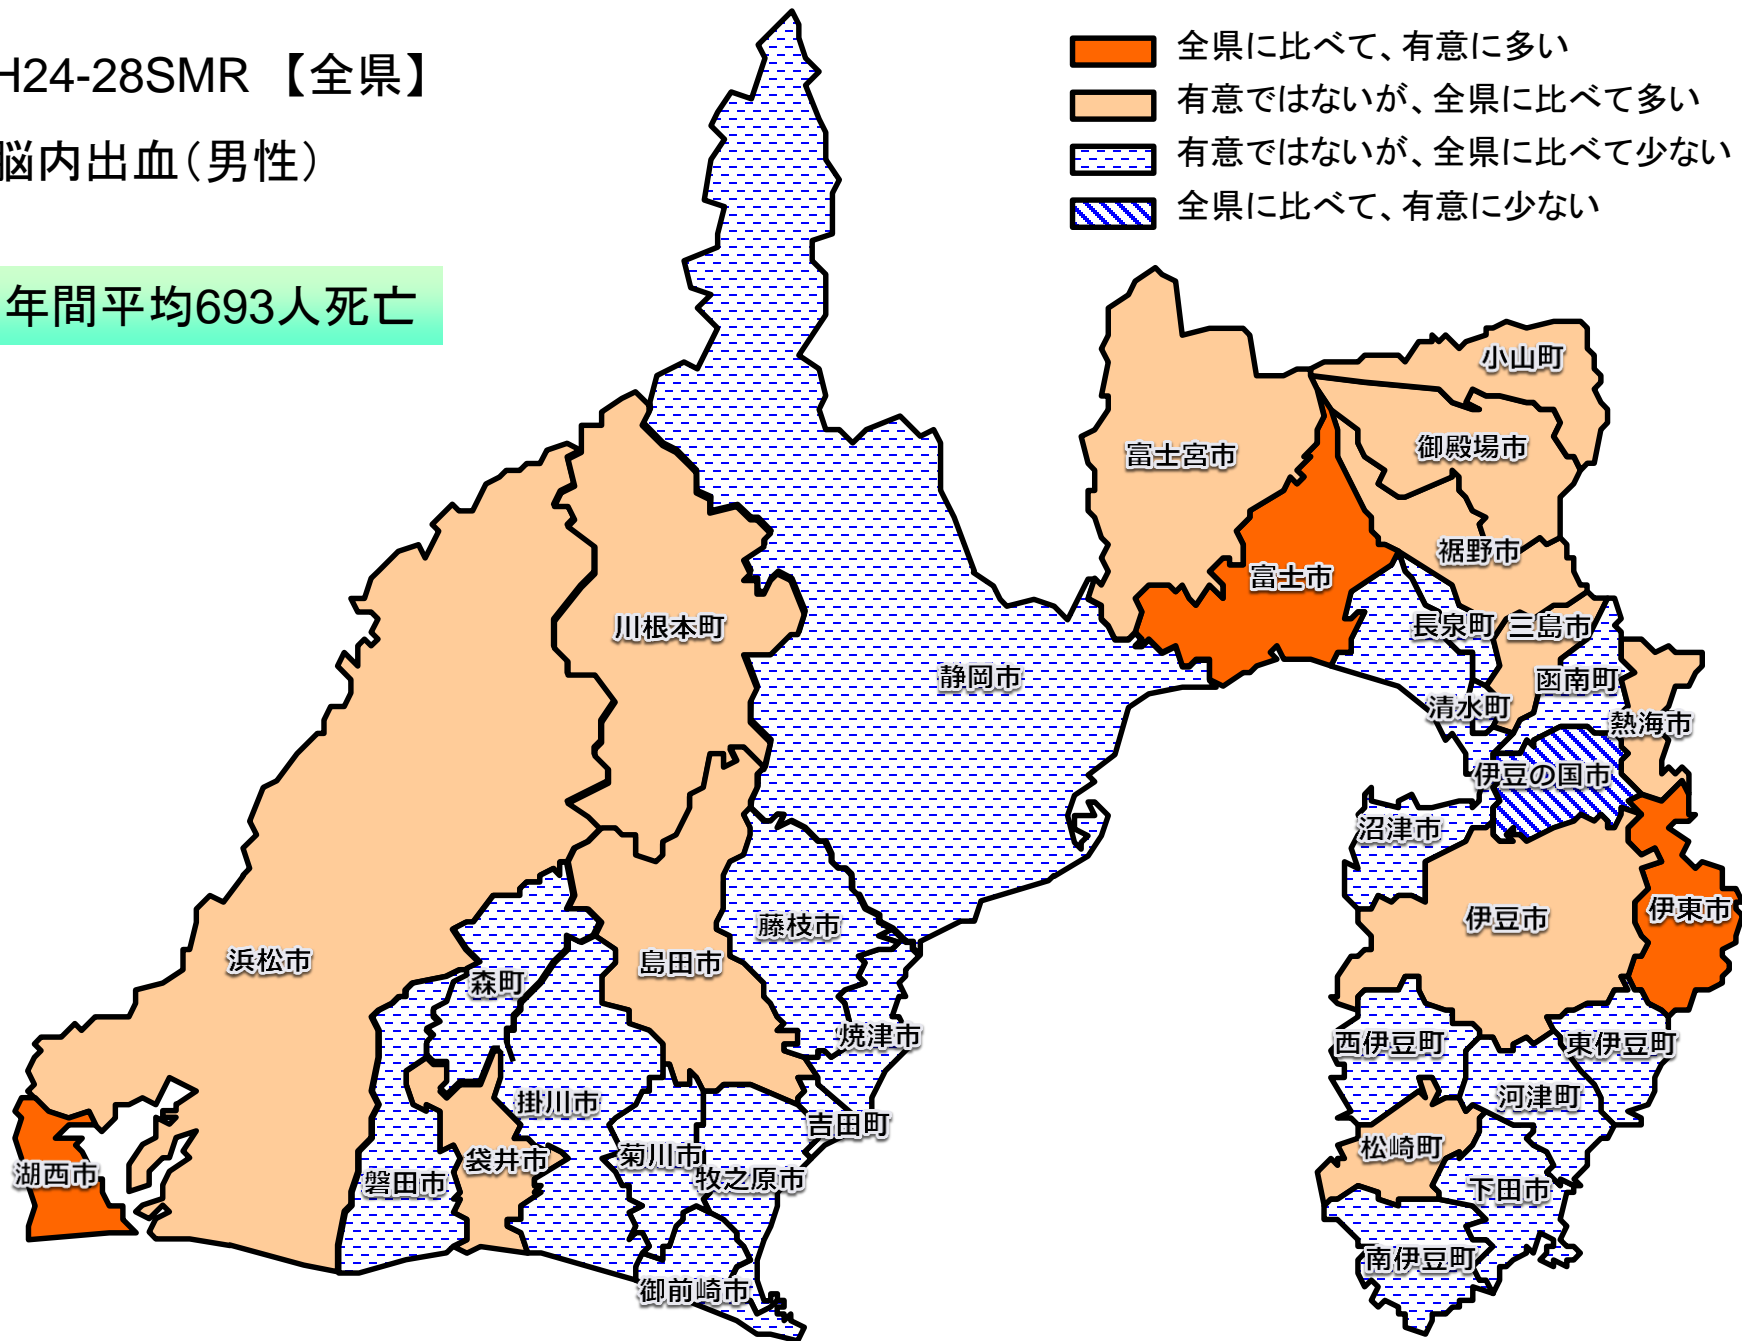 H24-28SMR 【全県】
脳内出血(男性)
年間平均693人死亡
全県に比べて、有意に多い
有意ではないが、全県に比べて多い
有意ではないが、全県に比べて少ない
全県に比べて、有意に少ない
小山町
御殿場市
富士宮市
裾野市
富士市
川根本町
長泉町
三島市
静岡市
函南町
清水町
熱海市
伊豆の国市
沼津市
伊東市
伊豆市
藤枝市
浜松市
島田市
森町
焼津市
西伊豆町
東伊豆町
河津町
掛川市
吉田町
松崎町
菊川市
袋井市
湖西市
磐田市
牧之原市
下田市
南伊豆町
御前崎市